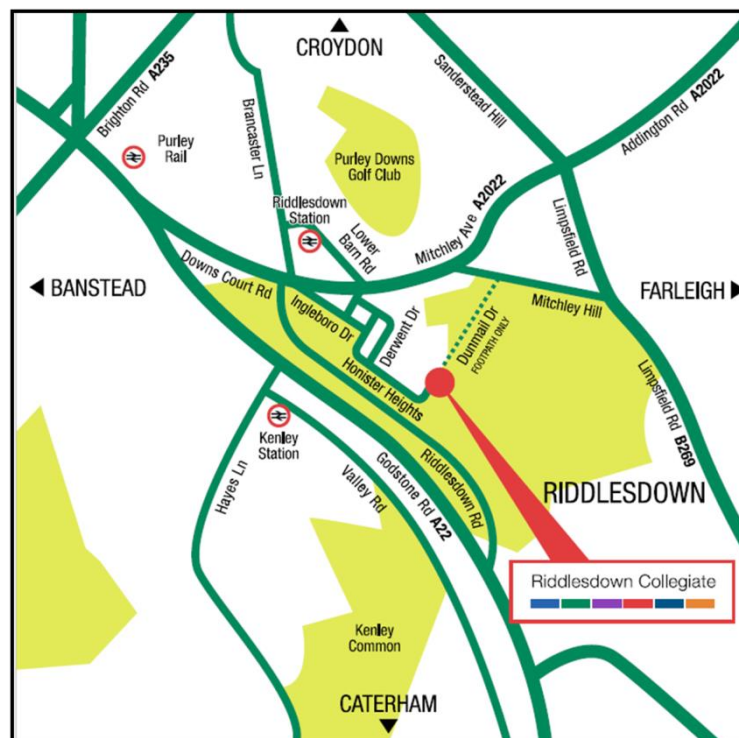 CROYDON
Brighton Rd A235
Purley
Rail
Brancaster Ln
Sanderstead Hill
Addington Rd A2022
Purley Downs
Golf Club
Riddlesdown
Station
Lower
Barn Rd
Mitchley Ave A2022
Limpsfield Rd
BANSTEAD
Downs Court Rd
Ingleboro Dr
Derwent Dr
Dunmail Dr
FOOTPATH ONLY
Mitchley Hill
FARLEIGH
Honister Heights
Limpsfield Rd B269
Kenley
Station
Hayes Ln
Valley Rd
Godstone Rd A22
Riddlesdown Rd
RIDDLESDOWN
Riddlesdown Collegiate
Kenley
Common
CATERHAM